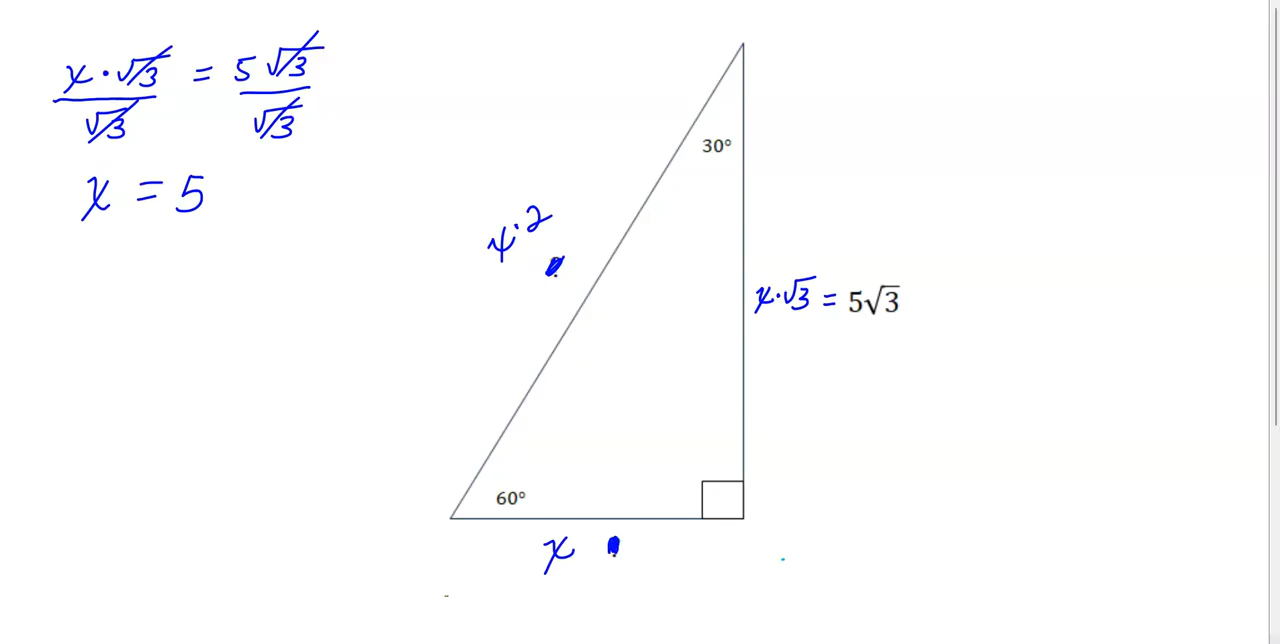 x · √3 = 5√3
√3 √3
x = 5
30°
x · 2
x · √3 = 5√3
60°
x